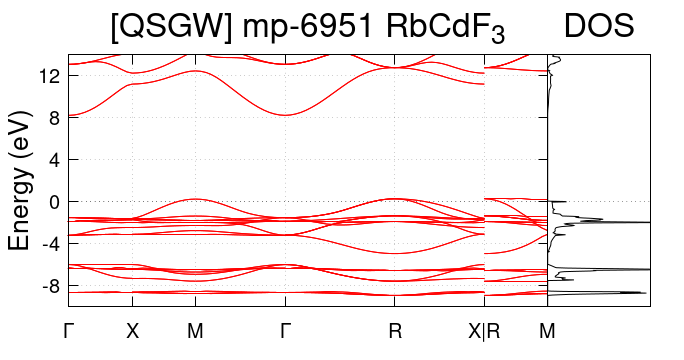 [QSGW] mp-6951 RbCdF3 DOS
Energy (eV)
12
8
4
0
-4
-8
Γ X M Γ R X|R M